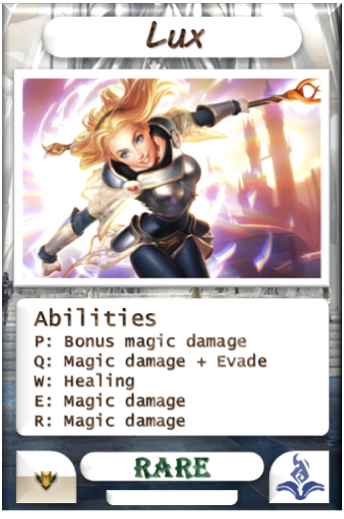 Lux
Abilities
P: Bonus magic damage
Q: Magic damage + Evade
W: Healing
E: Magic damage
R: Magic damage
RARE